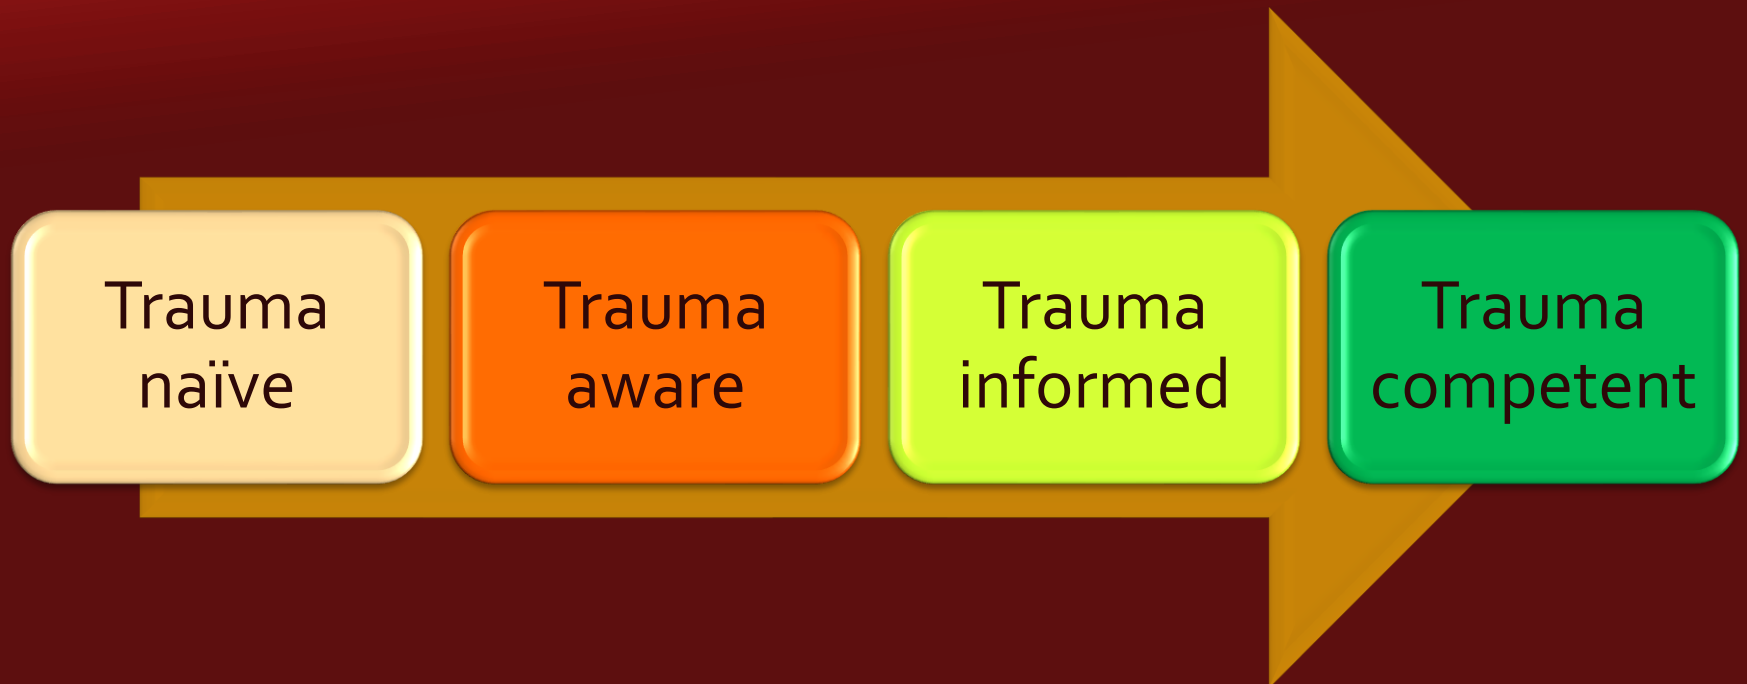 Trauma
naïve
Trauma
aware
Trauma
informed
Trauma
competent